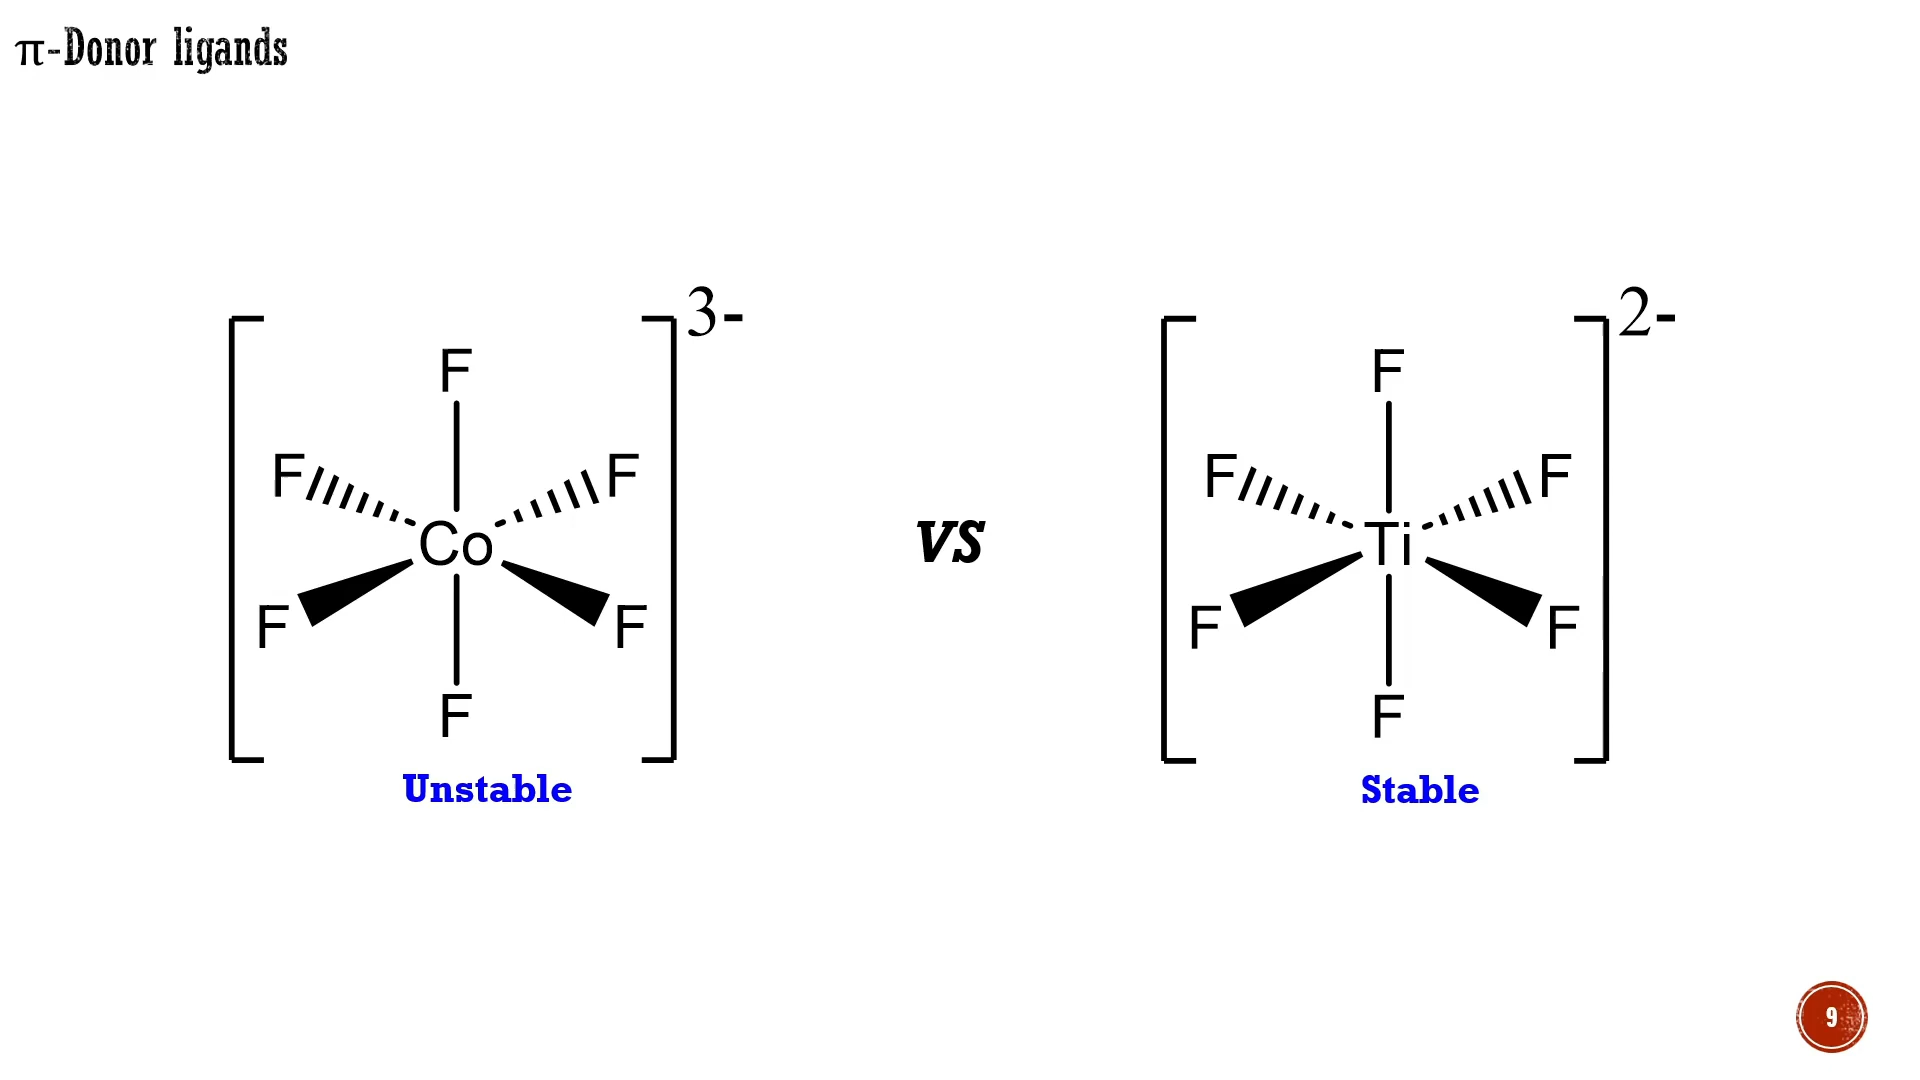 π-Donor ligands
3-
2-
F
F
F F
F F
Co
vs
Ti
F F
F F
F
F
Unstable
Stable
9